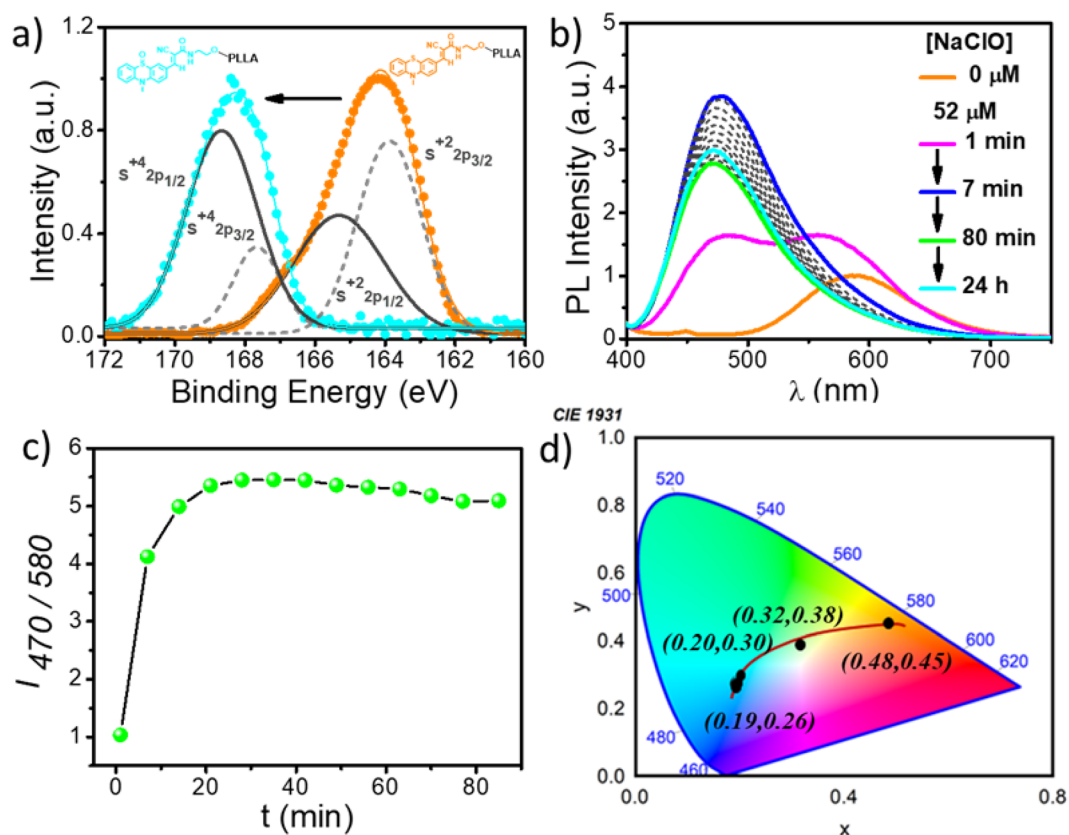 a)
Intensity (a.u.)
1.2
0.8
0.4
0.0
172 170 168 166 164 162 160
Binding Energy (eV)
NC O
N H O PLLA
H
S
O
N
NC O
N H O PLLA
H
S
N
S+4 2p1/2
S+4 2p3/2
S+2 2p3/2
S+2 2p1/2
b)
PL Intensity (a.u.)
5
4
3
2
1
0
400 500 600 700
λ (nm)
[NaClO]
0 μM
52 μM
1 min
7 min
80 min
24 h
c)
I 470 / 580
6
5
4
3
2
1
0 20 40 60 80
t (min)
CIE 1931
d)
y
1.0
0.8
0.6
0.4
0.2
0.0
0.0 0.4 0.8
x
520
540
560
580
600
620
500
480
460
(0.32,0.38)
(0.20,0.30)
(0.48,0.45)
(0.19,0.26)